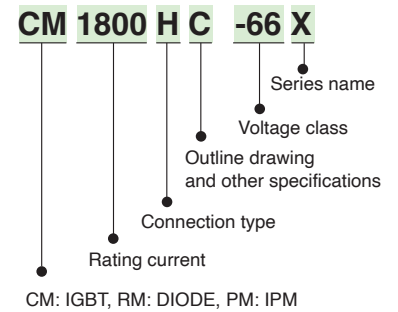 CM 1800 H C -66 X
Series name
Voltage class
Outline drawing
and other specifications
Connection type
Rating current
CM: IGBT, RM: DIODE, PM: IPM